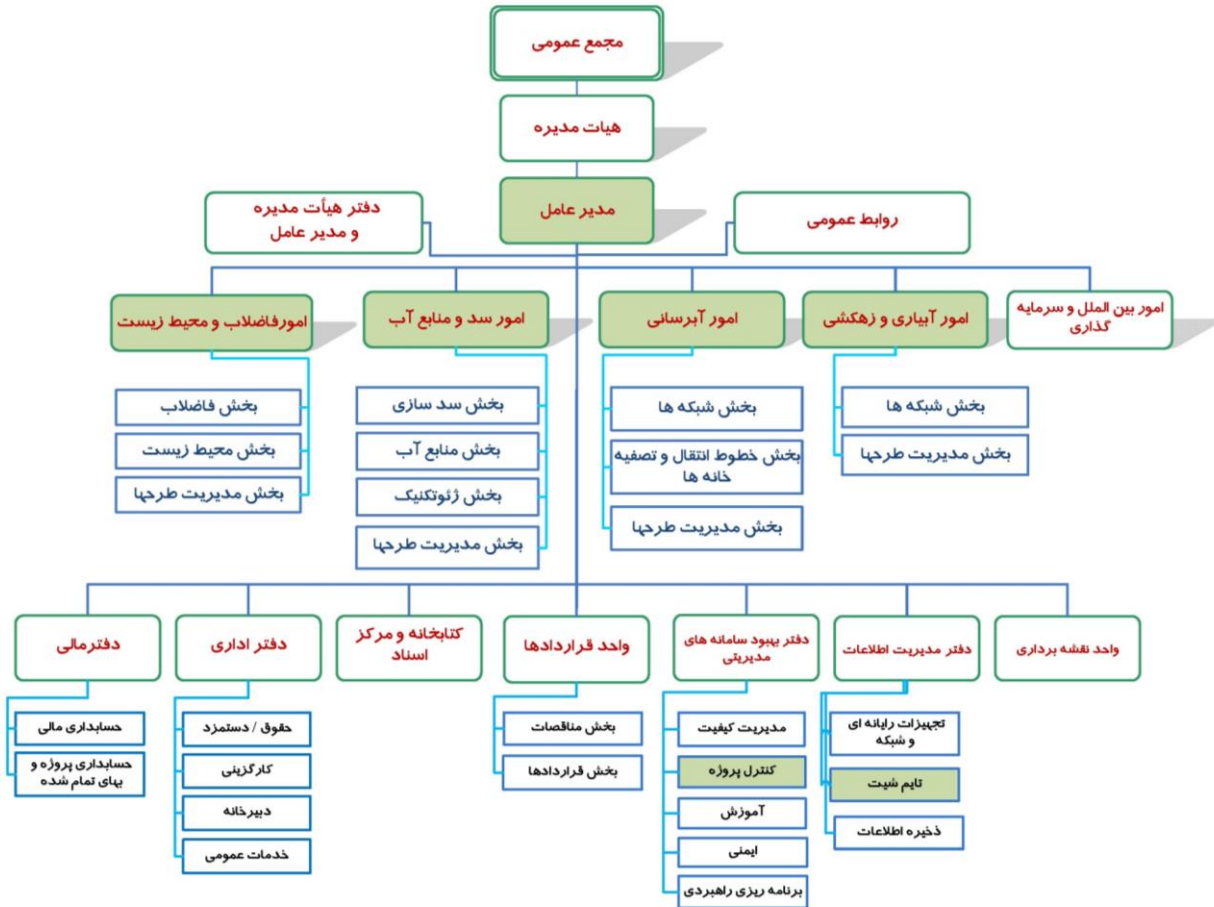 مجمع عمومی
هیات مدیره
مدیر عامل
روابط عمومی
دفتر هیأت مدیره
و مدیر عامل
امور بین الملل و سرمایه
گذاری
امور آبیاری و زهکشی
بخش شبکه ها
بخش مدیریت طرحها
امور آبرسانی
بخش شبکه ها
بخش خطوط انتقال و تصفیه
خانه ها
بخش مدیریت طرحها
امور سد و منابع آب
بخش سد سازی
بخش منابع آب
بخش ژئوتکنیک
بخش مدیریت طرحها
امورفاضلاب و محیط زیست
بخش فاضلاب
بخش محیط زیست
بخش مدیریت طرحها
واحد نقشه برداری
دفتر مدیریت اطلاعات
تجهیزات رایانه ای
و شبکه
تایم شیت
ذخیره اطلاعات
دفتر بهبود سامانه های
مدیریتی
مدیریت کیفیت
کنترل پروژه
آموزش
ایمنی
برنامه ریزی راهبردی
واحد قراردادها
بخش مناقصات
بخش قراردادها
کتابخانه و مرکز
اسناد
دفتر اداری
حقوق / دستمزد
کارگزینی
دبیرخانه
خدمات عمومی
دفترمالی
حسابداری مالی
حسابداری پروژه و
بهای تمام شده